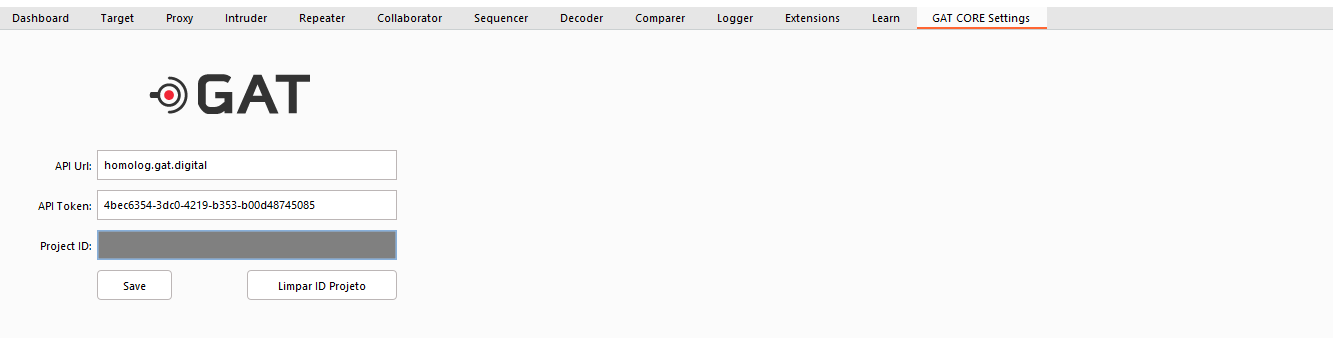 Dashboard Target Proxy Intruder Repeater Collaborator Sequencer Decoder Comparer Logger Extensions Learn GAT CORE Settings
GAT
API Url: homolog.gat.digital
API Token: 4bec6354-3dc0-4219-b353-b00d48745085
Project ID:
Save Limpar ID Projeto